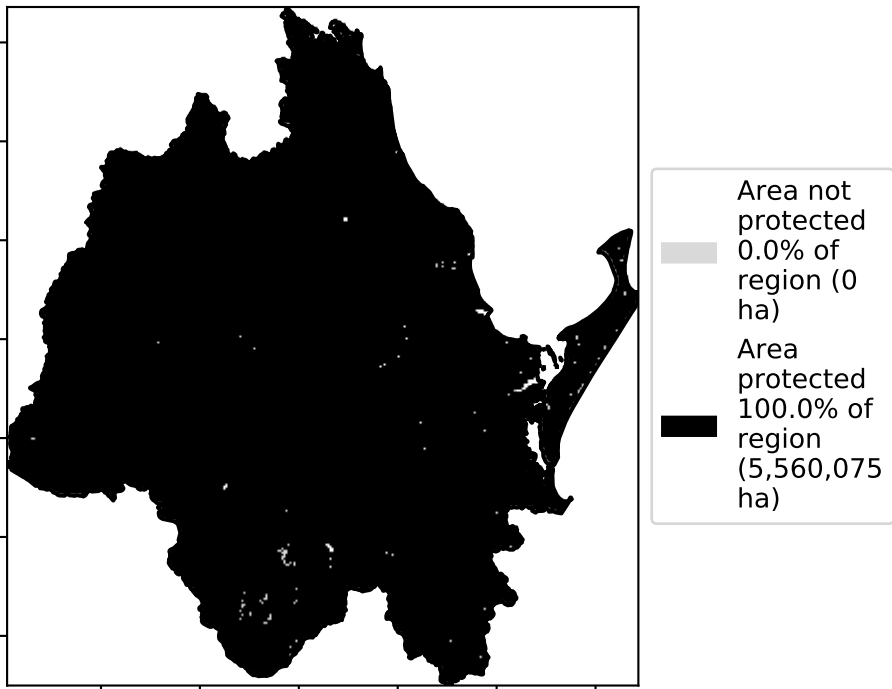 Area not
protected
0.0% of
region (0
ha)
Area
protected
100.0% of
region
(5,560,075
ha)